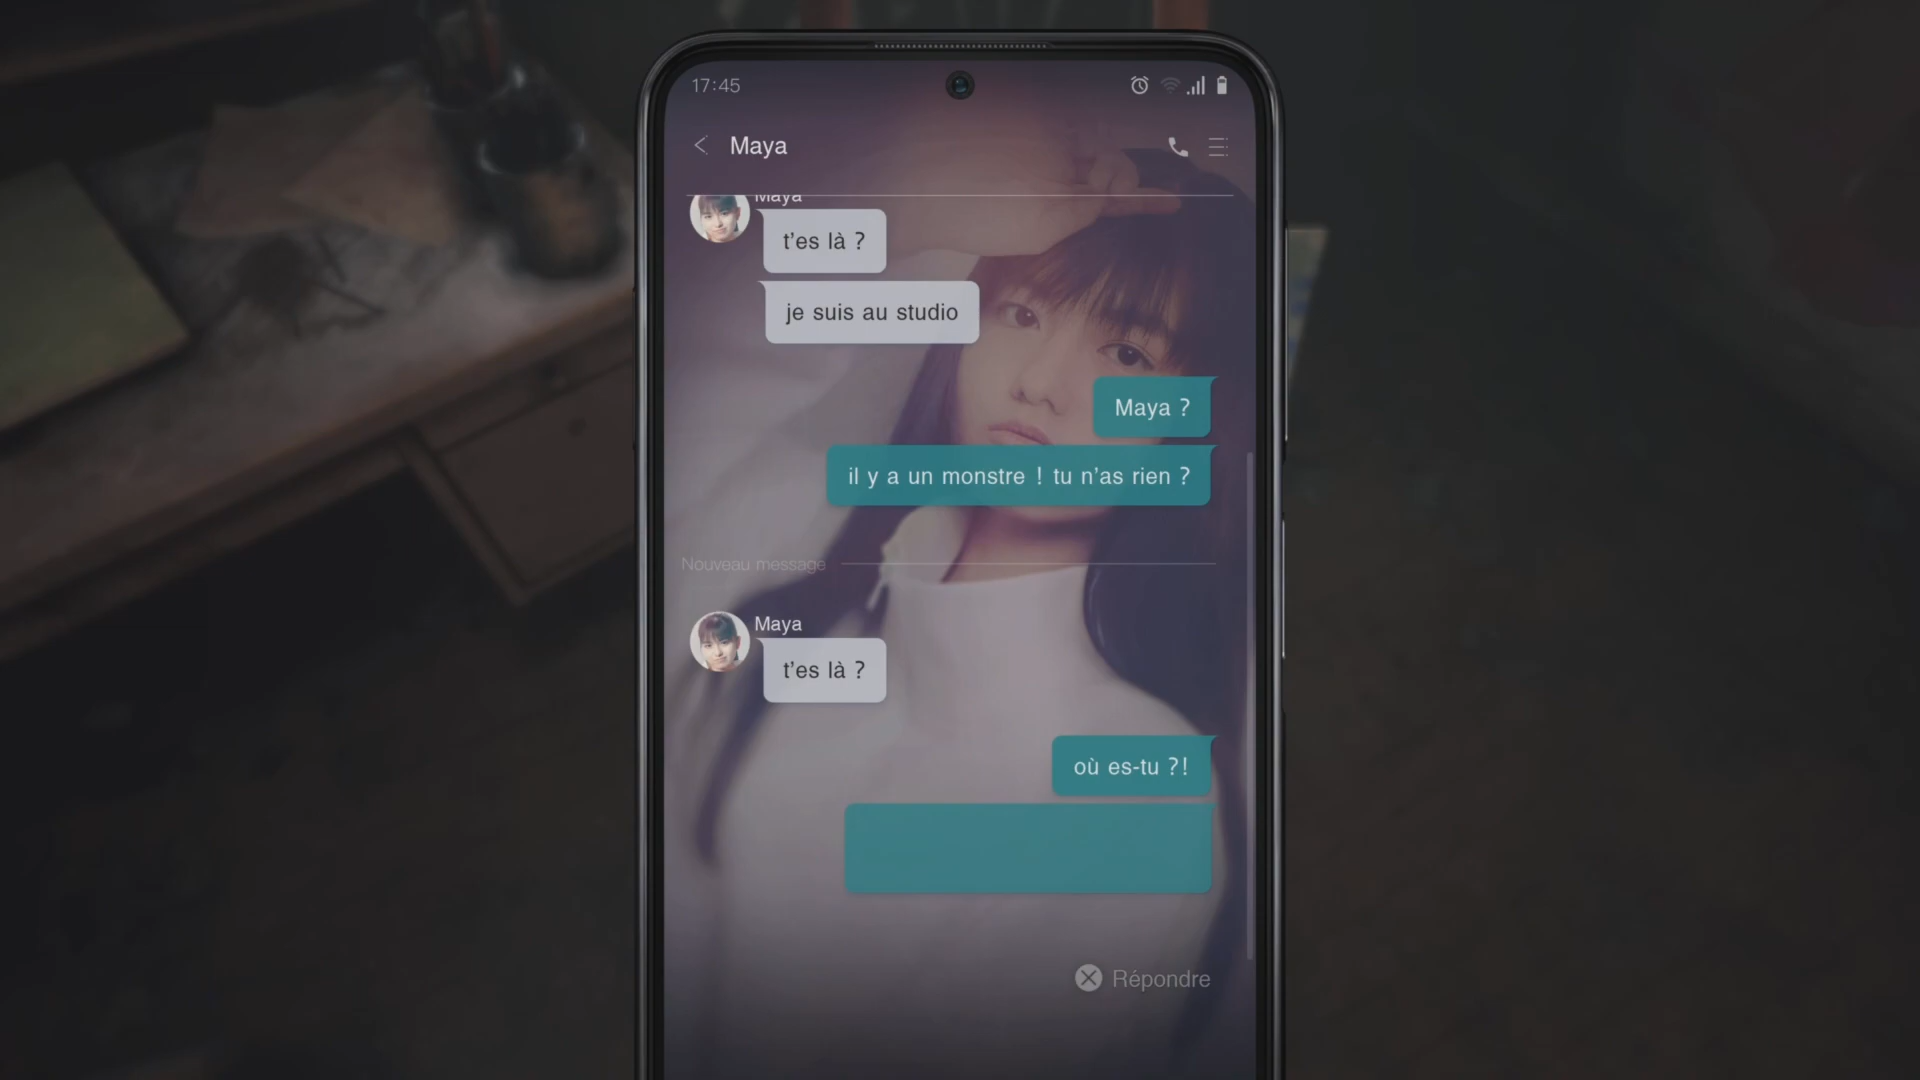 17:45
Maya
Maya
t'es là ?
je suis au studio
Maya ?
il y a un monstre ! tu n'as rien ?
Nouveau message
Maya
t'es là ?
où es-tu ?!
Répondre